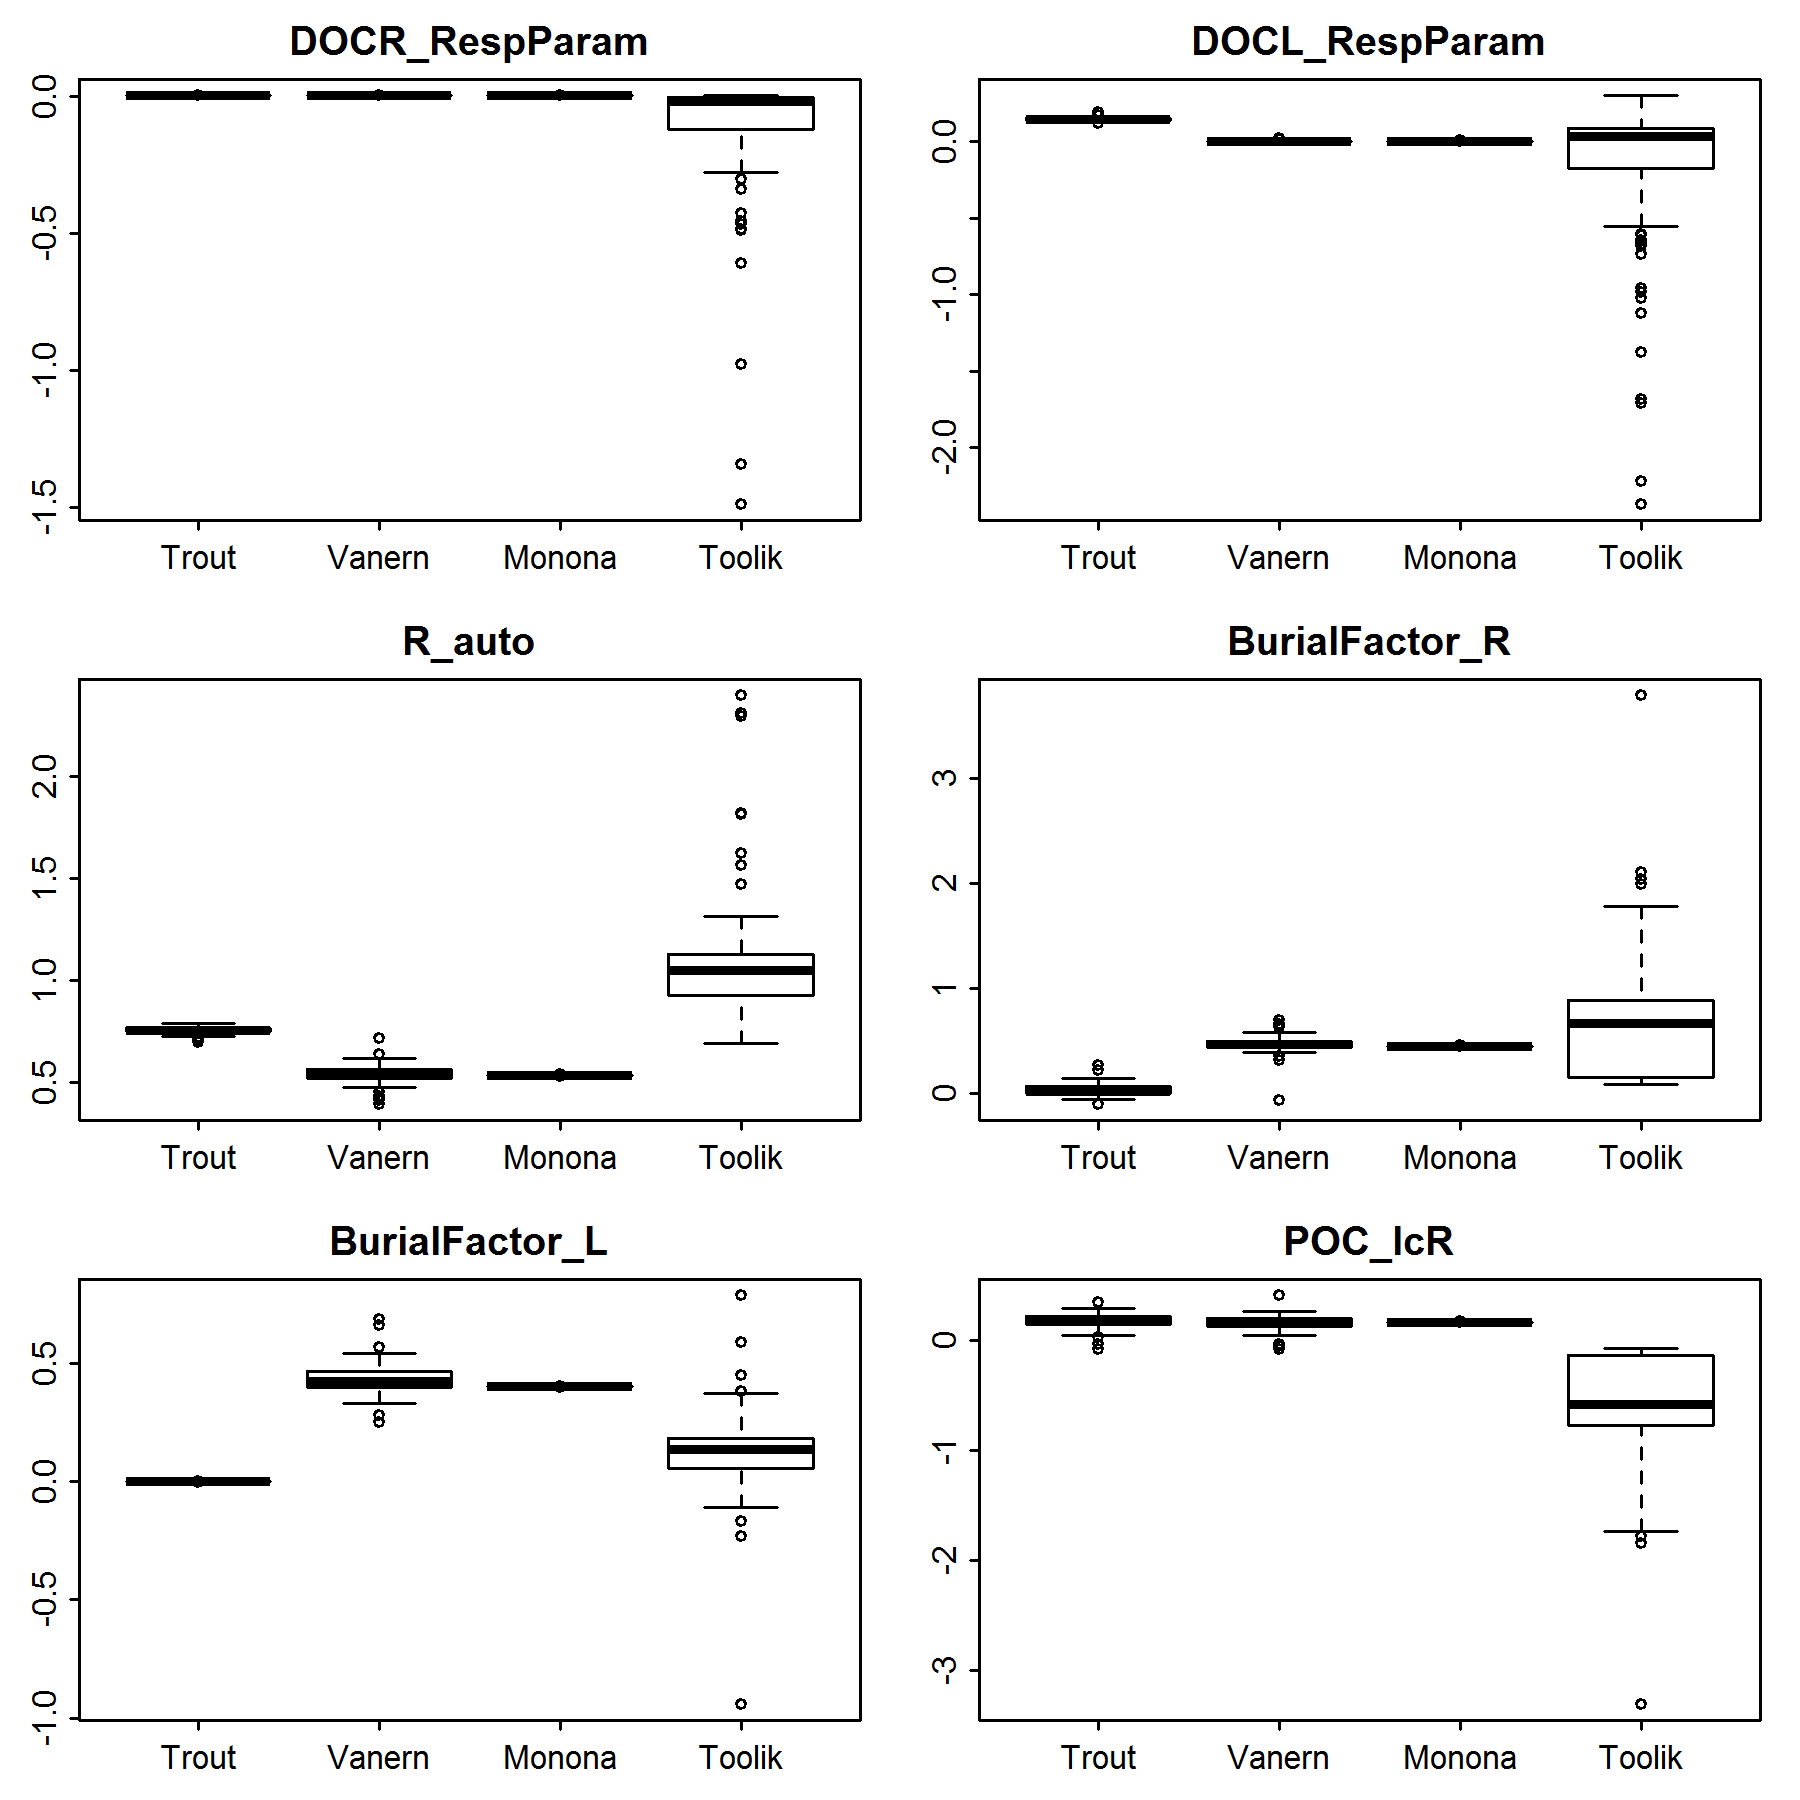 DOCR_RespParam
0.0
-0.5
-1.0
-1.5
Trout Vanern Monona Toolik
DOCL_RespParam
0.0
-1.0
-2.0
Trout Vanern Monona Toolik
R_auto
2.0
1.5
1.0
0.5
Trout Vanern Monona Toolik
BurialFactor_R
3
2
1
0
Trout Vanern Monona Toolik
BurialFactor_L
0.5
0.0
-0.5
-1.0
Trout Vanern Monona Toolik
POC_lcR
0
-1
-2
-3
Trout Vanern Monona Toolik